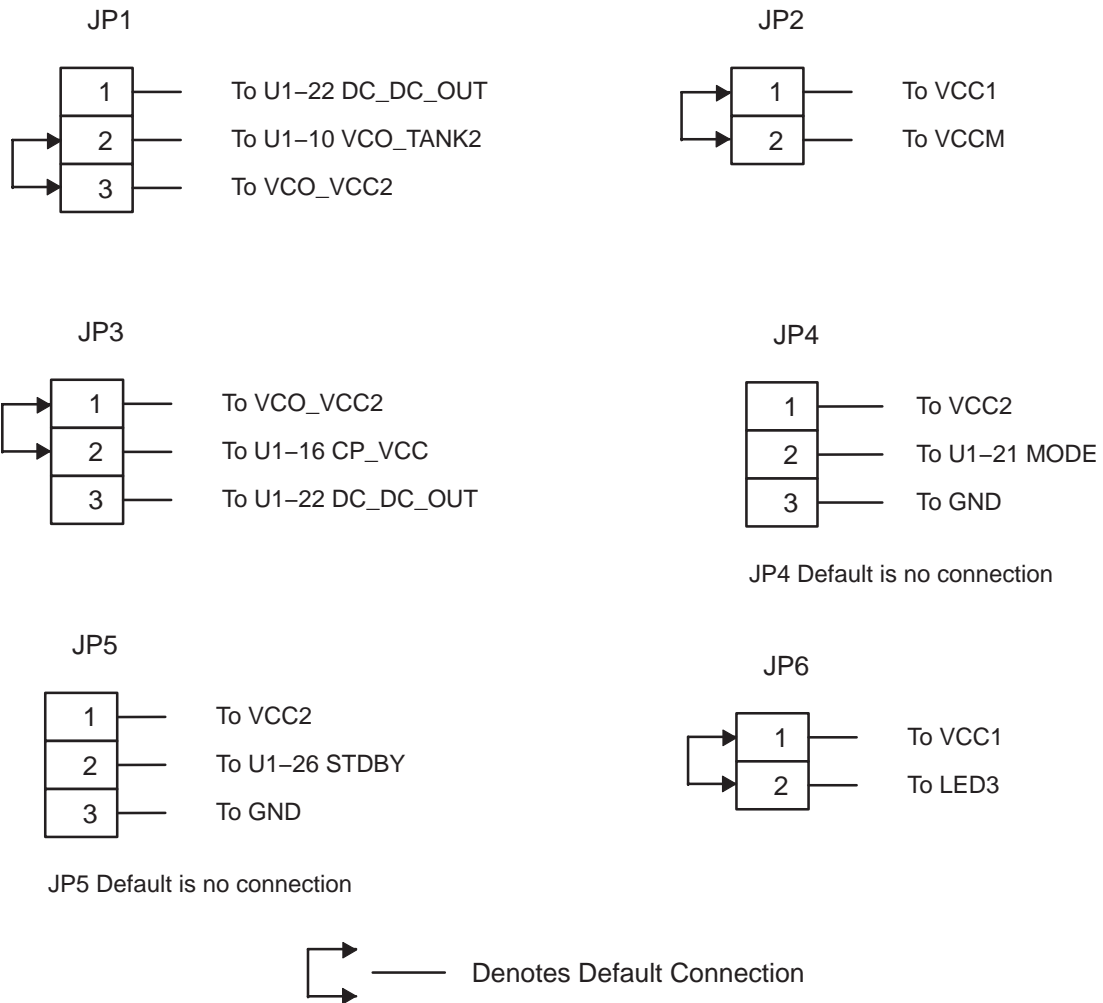 JP1
1 To U1–22 DC_DC_OUT
2 To U1–10 VCO_TANK2
3 To VCO_VCC2
JP2
1 To VCC1
2 To VCCM
JP3
1 To VCO_VCC2
2 To U1–16 CP_VCC
3 To U1–22 DC_DC_OUT
JP4
1 To VCC2
2 To U1–21 MODE
3 To GND
JP4 Default is no connection
JP5
1 To VCC2
2 To U1–26 STDBY
3 To GND
JP5 Default is no connection
JP6
1 To VCC1
2 To LED3
Denotes Default Connection